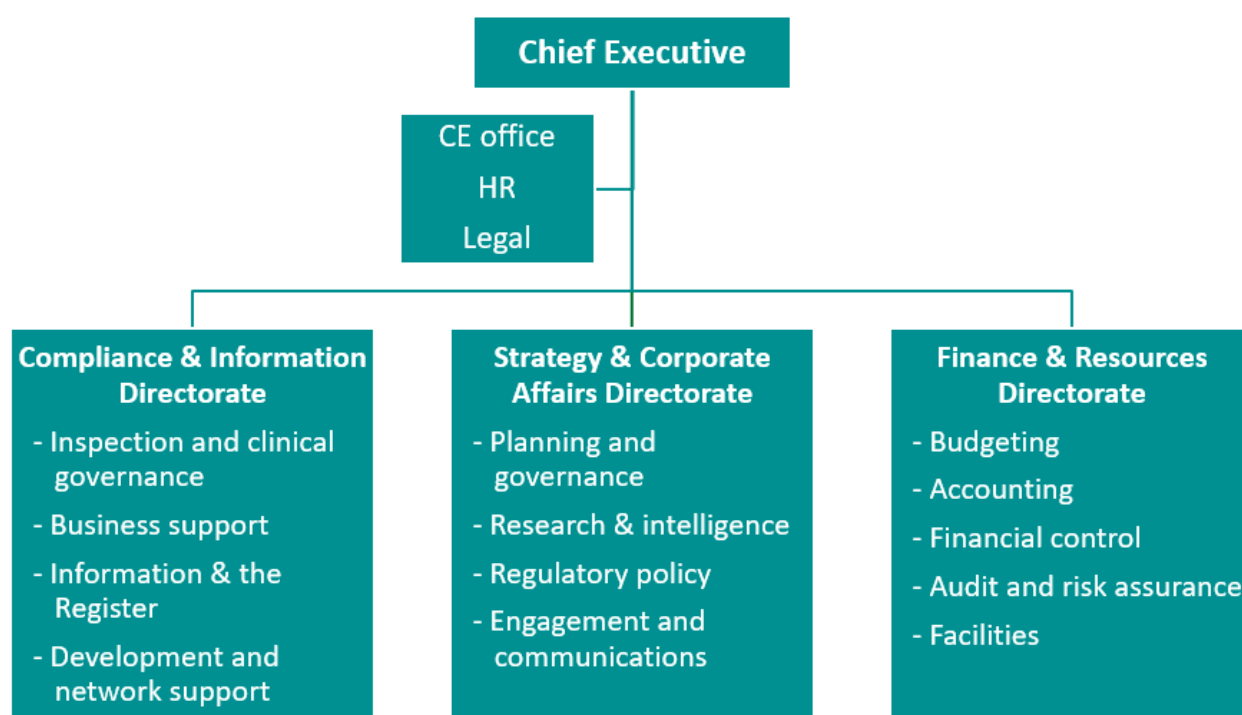 Chief Executive
CE office
HR
Legal
Compliance & Information
Directorate
- Inspection and clinical
governance
- Business support
- Information & the
Register
- Development and
network support
Strategy & Corporate
Affairs Directorate
- Planning and
governance
- Research & intelligence
- Regulatory policy
- Engagement and
communications
Finance & Resources
Directorate
- Budgeting
- Accounting
- Financial control
- Audit and risk assurance
- Facilities